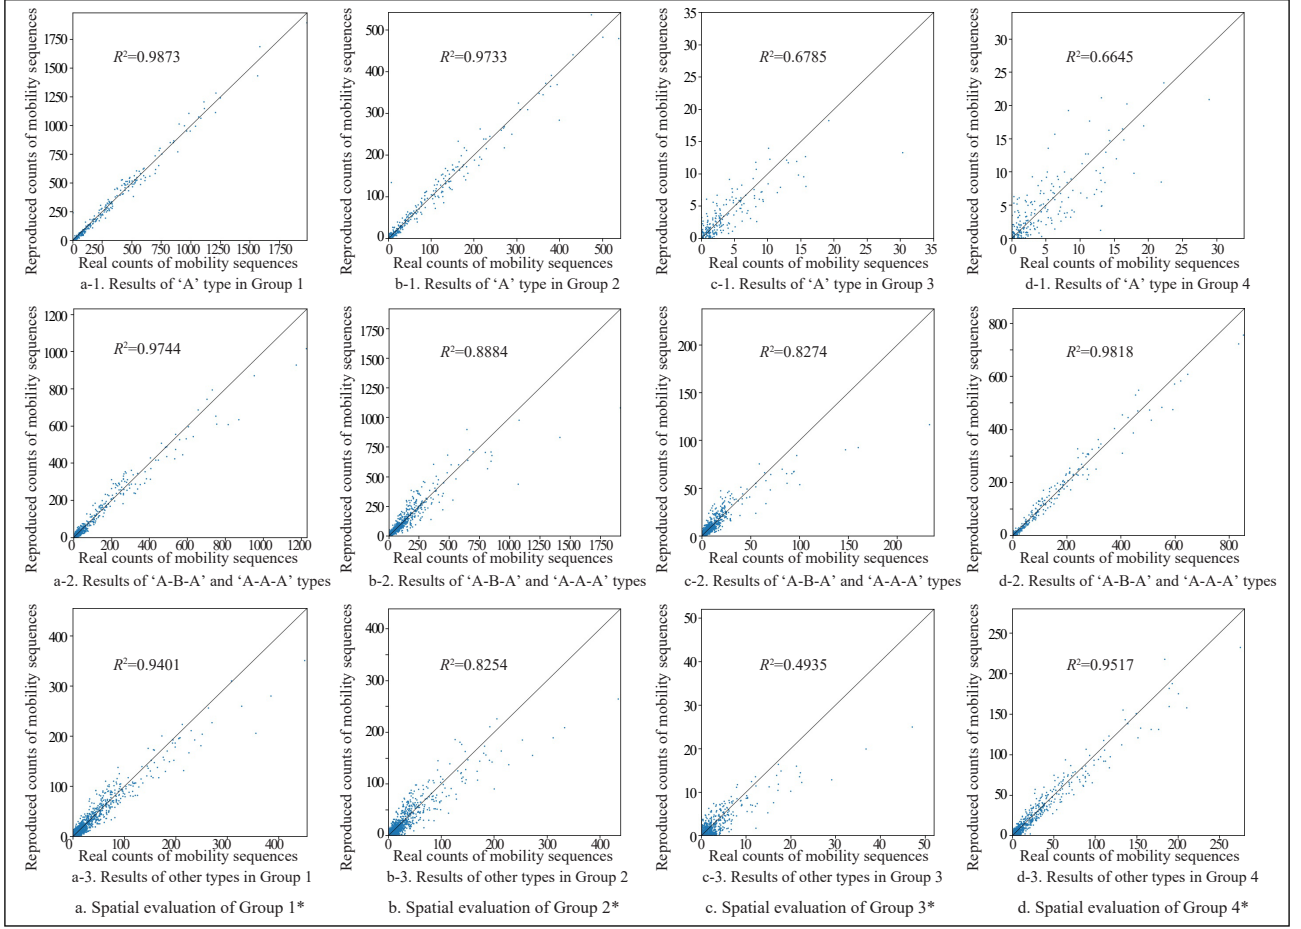 Reproduced counts of mobility sequences
1750
1500
1250
1000
750
500
250
0
R²=0.9873
0 250 500 750 1000 1250 1500 1750
Real counts of mobility sequences
a-1. Results of ‘A’ type in Group 1
Reproduced counts of mobility sequences
500
400
300
200
100
0
R²=0.9733
0 100 200 300 400 500
Real counts of mobility sequences
b-1. Results of ‘A’ type in Group 2
Reproduced counts of mobility sequences
35
30
25
20
15
10
5
0
R²=0.6785
0 5 10 15 20 25 30 35
Real counts of mobility sequences
c-1. Results of ‘A’ type in Group 3
Reproduced counts of mobility sequences
30
25
20
15
10
5
0
R²=0.6645
0 5 10 15 20 25 30
Real counts of mobility sequences
d-1. Results of ‘A’ type in Group 4
Reproduced counts of mobility sequences
1200
1000
800
600
400
200
0
R²=0.9744
0 200 400 600 800 1000 1200
Real counts of mobility sequences
a-2. Results of ‘A-B-A’ and ‘A-A-A’ types
Reproduced counts of mobility sequences
1750
1500
1250
1000
750
500
250
0
R²=0.8884
0 250 500 750 1000 1250 1500 1750
Real counts of mobility sequences
b-2. Results of ‘A-B-A’ and ‘A-A-A’ types
Reproduced counts of mobility sequences
200
150
100
50
0
R²=0.8274
0 50 100 150 200
Real counts of mobility sequences
c-2. Results of ‘A-B-A’ and ‘A-A-A’ types
Reproduced counts of mobility sequences
800
600
400
200
0
R²=0.9818
0 200 400 600 800
Real counts of mobility sequences
d-2. Results of ‘A-B-A’ and ‘A-A-A’ types
Reproduced counts of mobility sequences
400
300
200
100
0
R²=0.9401
0 100 200 300 400
Real counts of mobility sequences
a-3. Results of other types in Group 1
Reproduced counts of mobility sequences
400
300
200
100
0
R²=0.8254
0 100 200 300 400
Real counts of mobility sequences
b-3. Results of other types in Group 2
Reproduced counts of mobility sequences
50
40
30
20
10
0
R²=0.4935
0 10 20 30 40 50
Real counts of mobility sequences
c-3. Results of other types in Group 3
Reproduced counts of mobility sequences
250
200
150
100
50
0
R²=0.9517
0 50 100 150 200 250
Real counts of mobility sequences
d-3. Results of other types in Group 4
a. Spatial evaluation of Group 1*
b. Spatial evaluation of Group 2*
c. Spatial evaluation of Group 3*
d. Spatial evaluation of Group 4*